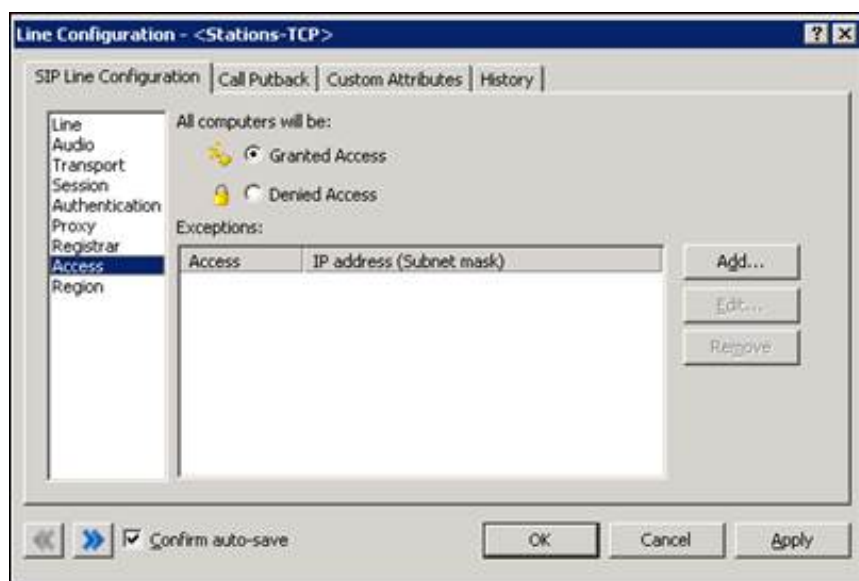 Line Configuration - <Stations-TCP>
SIP Line Configuration
Call Putback
Custom Attributes
History
Line
Audio
Transport
Session
Authentication
Proxy
Registrar
Access
Region
All computers will be:
Granted Access
Denied Access
Exceptions:
Access
IP address (Subnet mask)
Add...
Edit...
Remove
Confirm auto-save
OK
Cancel
Apply